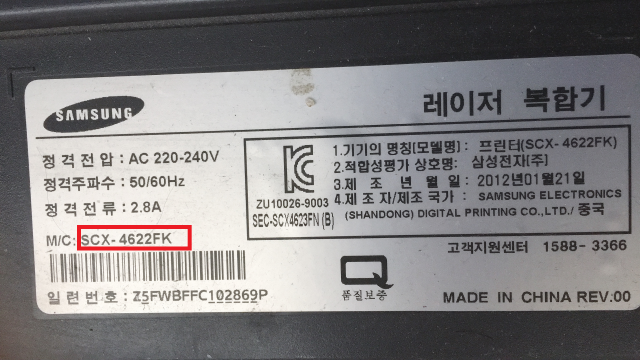 SAMSUNG
레이저 복합기
정격전압 : AC 220-240V
정격주파수 : 50/60Hz
정격전류 : 2.8A
M/C: SCX- 4622FK
일련번호 : Z5FWBFFC102869P
ZU10026-9003
SEC-SCX4623FN (B)
1.기기의 명칭(모델명) : 프린터(SCX- 4622FK)
2.적합성평가 상호명 : 삼성전자(주)
3.제 조 년 월 일 : 2012년01월21일
4.제 조 자/제조 국가 : SAMSUNG ELECTRONICS
(SHANDONG) DIGITAL PRINTING CO.,LTD./ 중국
고객지원센터 1588- 3366
Q
품질보증
MADE IN CHINA REV.00